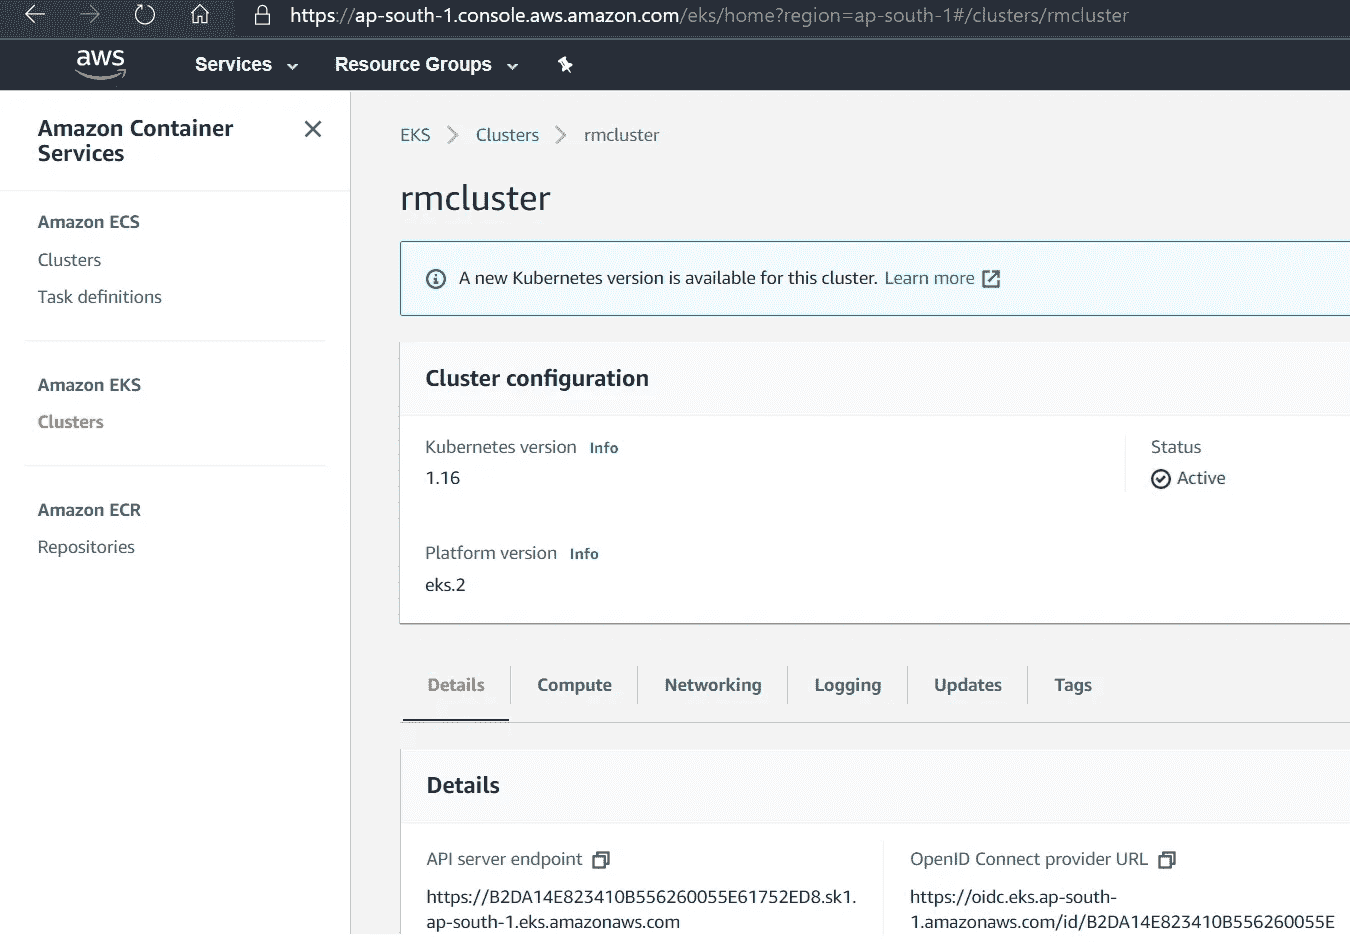 https://ap-south-1.console.aws.amazon.com/eks/home?region=ap-south-1#/clusters/rmcluster
aws
Services
Resource Groups
Amazon Container
Services
Amazon ECS
Clusters
Task definitions
Amazon EKS
Clusters
Amazon ECR
Repositories
EKS
Clusters
rmcluster
rmcluster
A new Kubernetes version is available for this cluster. Learn more
Cluster configuration
Kubernetes version Info
1.16
Status
Active
Platform version Info
eks.2
Details
Compute
Networking
Logging
Updates
Tags
Details
API server endpoint
https://B2DA14E823410B556260055E61752ED8.sk1.
ap-south-1.eks.amazonaws.com
OpenID Connect provider URL
https://oidc.eks.ap-south-
1.amazonaws.com/id/B2DA14E823410B556260055E